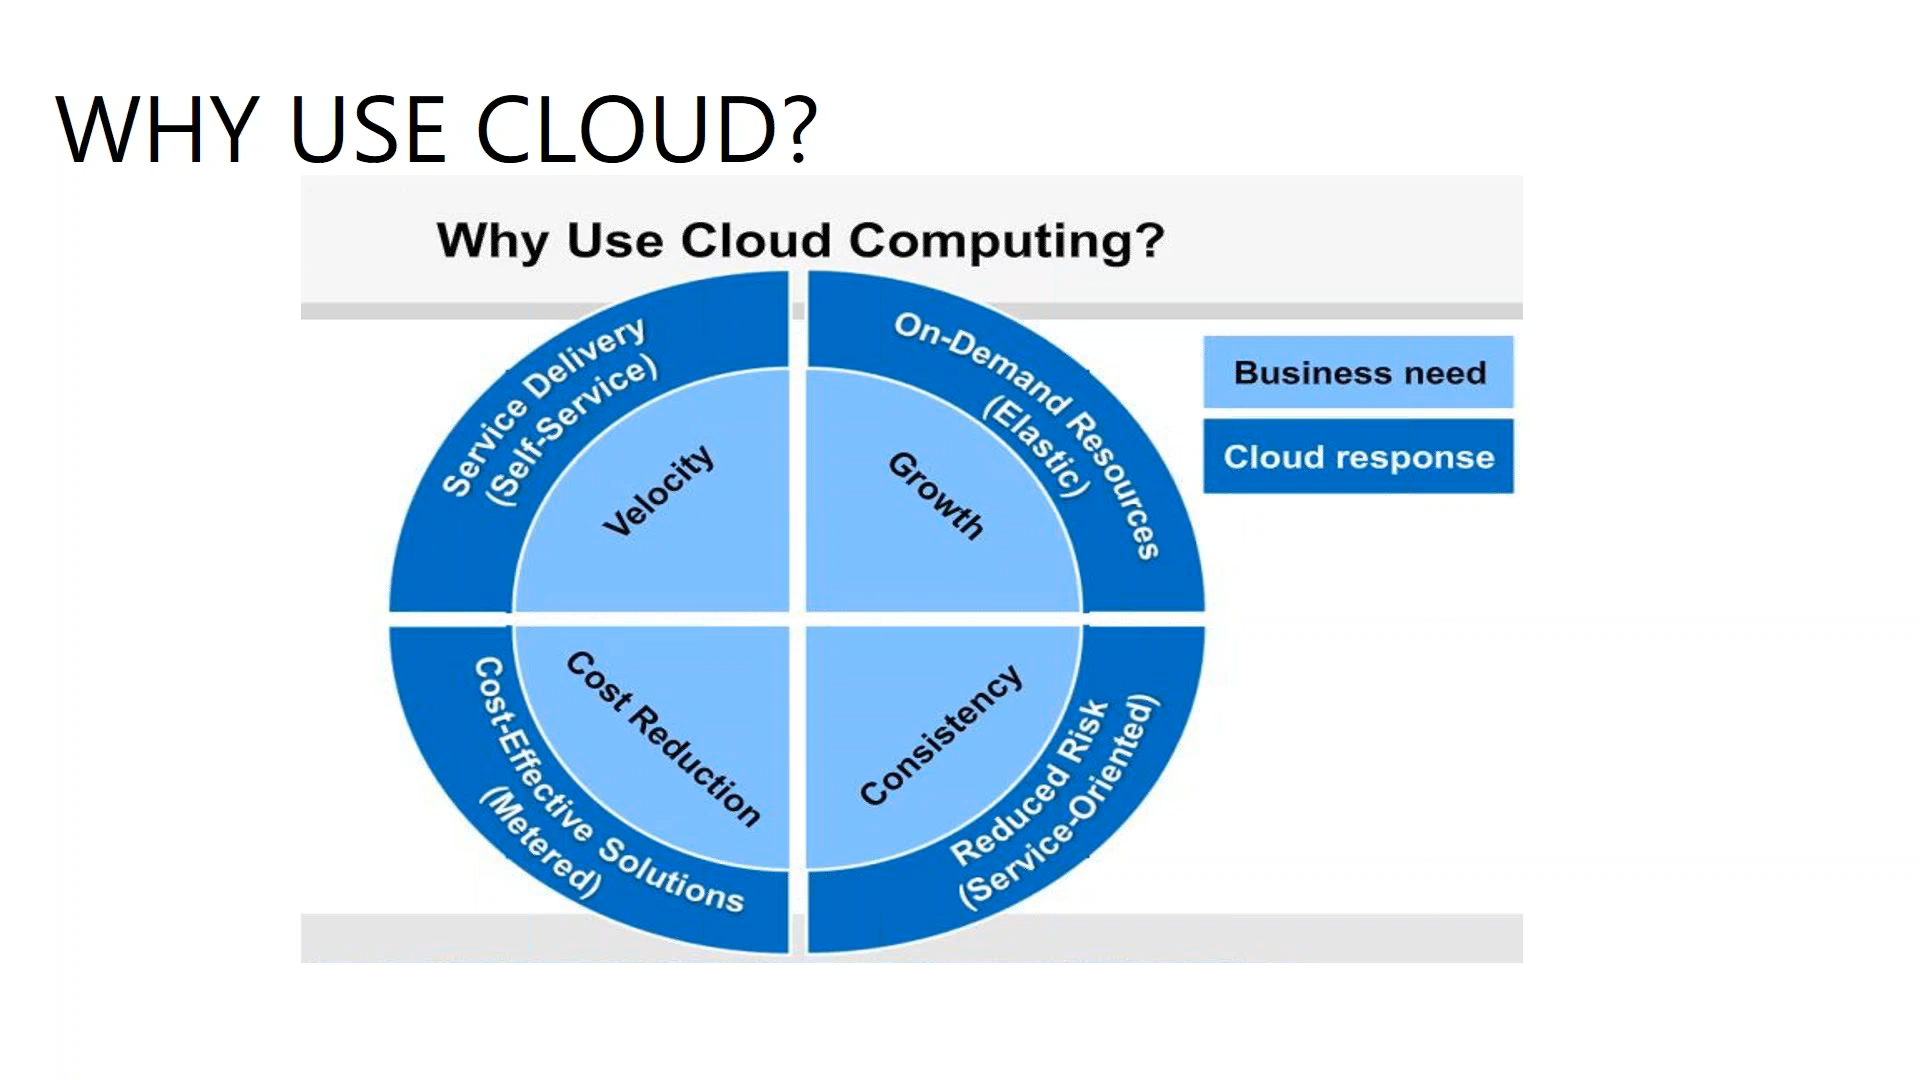 WHY USE CLOUD?
Why Use Cloud Computing?
Service Delivery
(Self-Service)
Velocity
On-Demand Resources
(Elastic)
Growth
Business need
Cloud response
Cost Reduction
Cost-Effective Solutions
(Metered)
Consistency
Reduced Risk
(Service-Oriented)